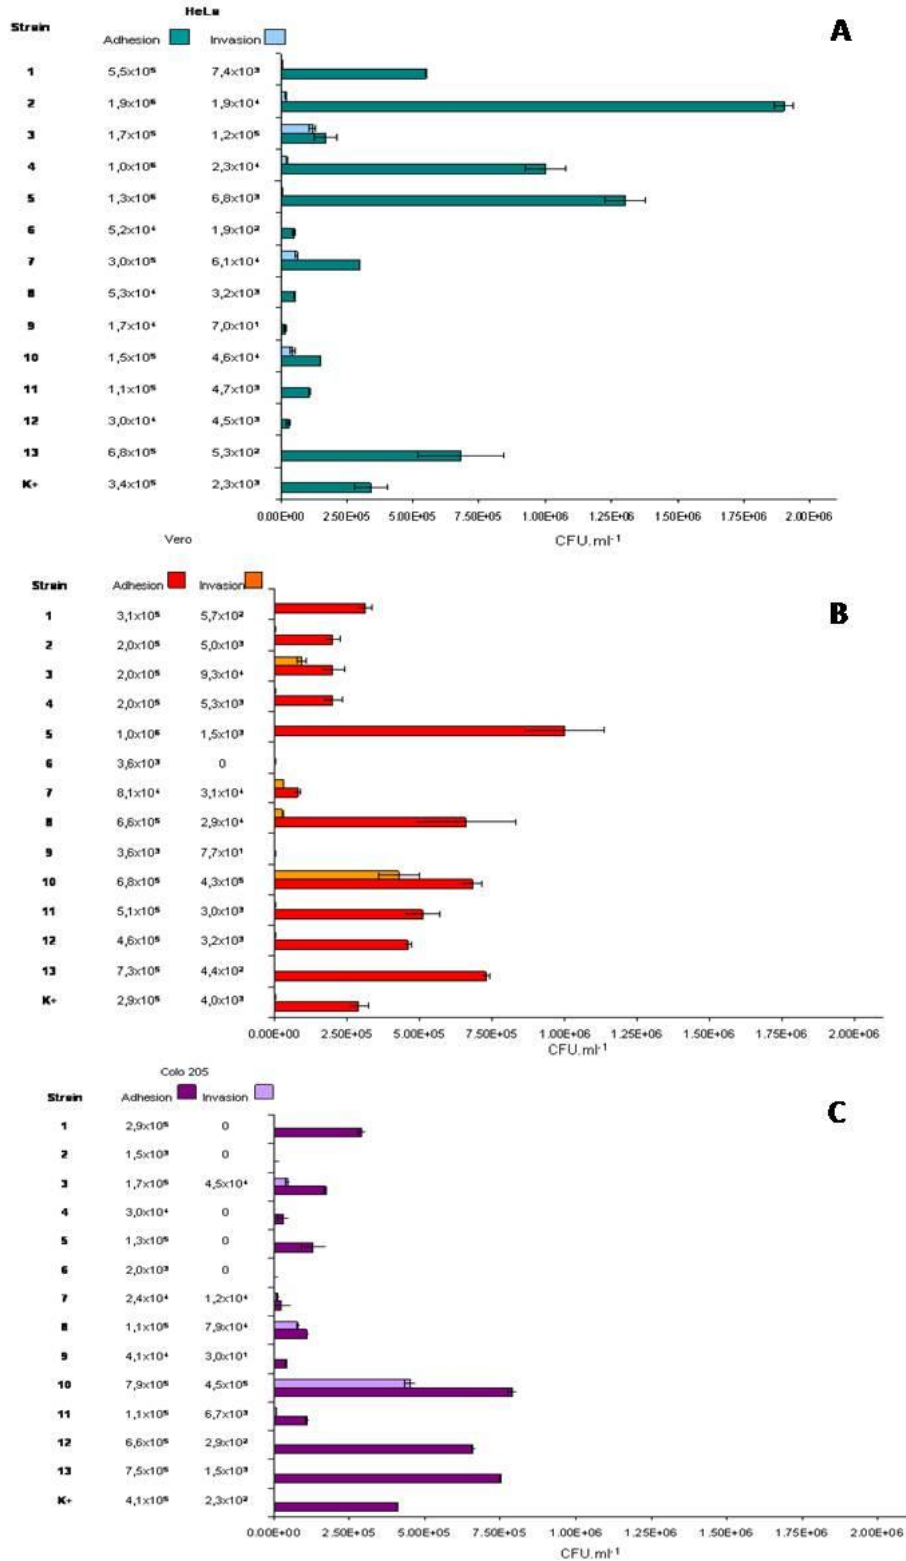 HeLa
Strain Adhesion Invasion A
1 5,5x10⁵ 7,4x10³
2 1,9x10⁶ 1,9x10⁴
3 1,7x10⁵ 1,2x10⁵
4 1,0x10⁶ 2,3x10⁴
5 1,3x10⁶ 6,8x10³
6 5,2x10⁴ 1,9x10²
7 3,0x10⁵ 6,1x10⁴
8 5,3x10⁴ 3,2x10³
9 1,7x10⁴ 7,0x10¹
10 1,5x10⁵ 4,6x10⁴
11 1,1x10⁵ 4,7x10³
12 3,0x10⁴ 4,5x10³
13 6,8x10⁵ 5,3x10²
K+ 3,4x10⁵ 2,3x10³
0.00E+00 2.50E+05 5.00E+05 7.50E+05 1.00E+06 1.25E+06 1.50E+06 1.75E+06 2.00E+06
CFU.ml⁻¹
Vero
Strain Adhesion Invasion B
1 3,1x10⁵ 5,7x10²
2 2,0x10⁵ 5,0x10³
3 2,0x10⁵ 9,3x10⁴
4 2,0x10⁵ 5,3x10³
5 1,0x10⁶ 1,5x10³
6 3,6x10³ 0
7 8,1x10⁴ 3,1x10⁴
8 6,6x10⁵ 2,9x10⁴
9 3,6x10³ 7,7x10¹
10 6,8x10⁵ 4,3x10⁵
11 5,1x10⁵ 3,0x10³
12 4,6x10⁵ 3,2x10³
13 7,3x10⁵ 4,4x10²
K+ 2,9x10⁵ 4,0x10³
0.00E+00 2.50E+05 5.00E+05 7.50E+05 1.00E+06 1.25E+06 1.50E+06 1.75E+06 2.00E+06
CFU.ml⁻¹
Colo 205
Strain Adhesion Invasion C
1 2,9x10⁵ 0
2 1,5x10³ 0
3 1,7x10⁵ 4,5x10⁴
4 3,0x10⁴ 0
5 1,3x10⁵ 0
6 2,0x10³ 0
7 2,4x10⁴ 1,2x10⁴
8 1,1x10⁵ 7,9x10⁴
9 4,1x10⁴ 3,0x10¹
10 7,9x10⁵ 4,5x10⁵
11 1,1x10⁵ 6,7x10³
12 6,6x10⁵ 2,9x10²
13 7,5x10⁵ 1,5x10³
K+ 4,1x10⁵ 2,3x10²
0.00E+00 2.50E+05 5.00E+05 7.50E+05 1.00E+06 1.25E+06 1.50E+06 1.75E+06 2.00E+06
CFU.ml⁻¹